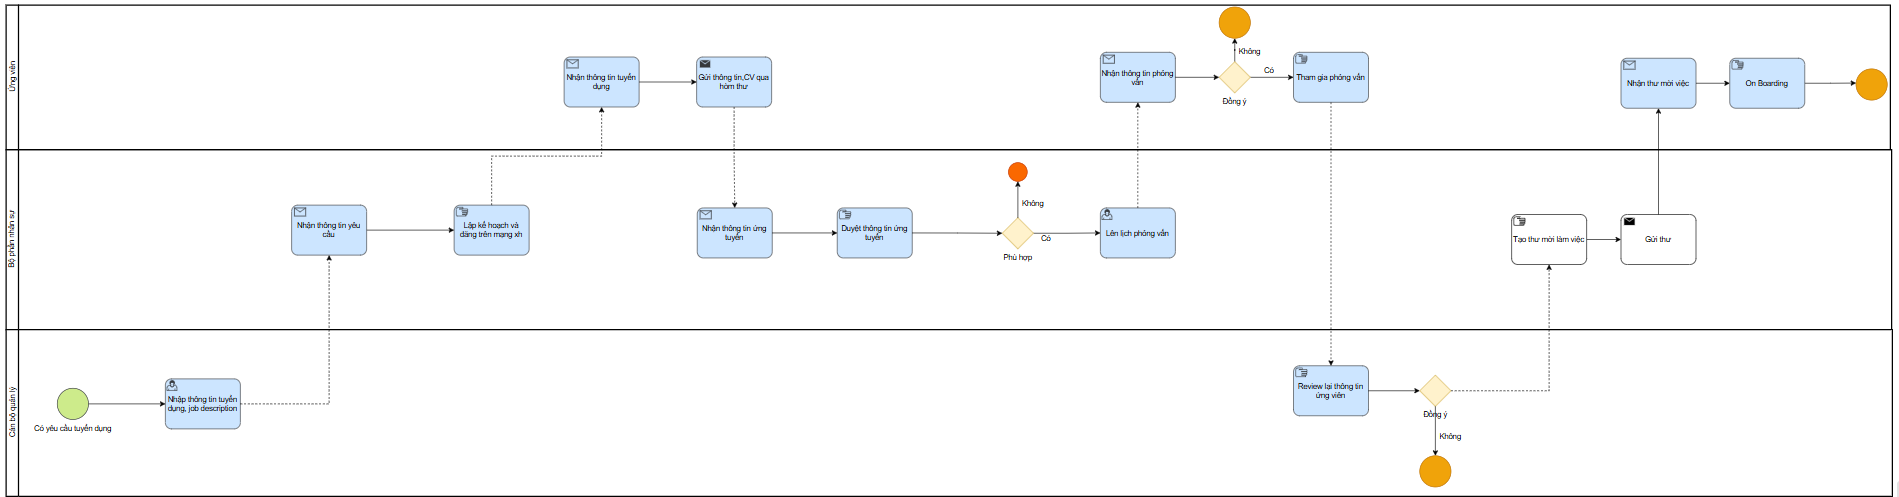 Ứng viên
Nhận thông tin tuyển
dụng
Gửi thông tin,CV qua
hòm thư
Nhận thông tin phỏng
vấn
Không
Có
Đồng ý
Tham gia phỏng vấn
Nhận thư mời việc
On Boarding
Bộ phận nhân sự
Nhận thông tin yêu
cầu
Lập kế hoạch và
đăng trên mạng xh
Nhận thông tin ứng
tuyển
Duyệt thông tin ứng
tuyển
Không
Có
Phù hợp
Lên lịch phỏng vấn
Tạo thư mời làm việc
Gửi thư
Cán bộ quản lý
Có yêu cầu tuyển dụng
Nhập thông tin tuyển
dụng, job description
Review lại thông tin
ứng viên
Đồng ý
Không